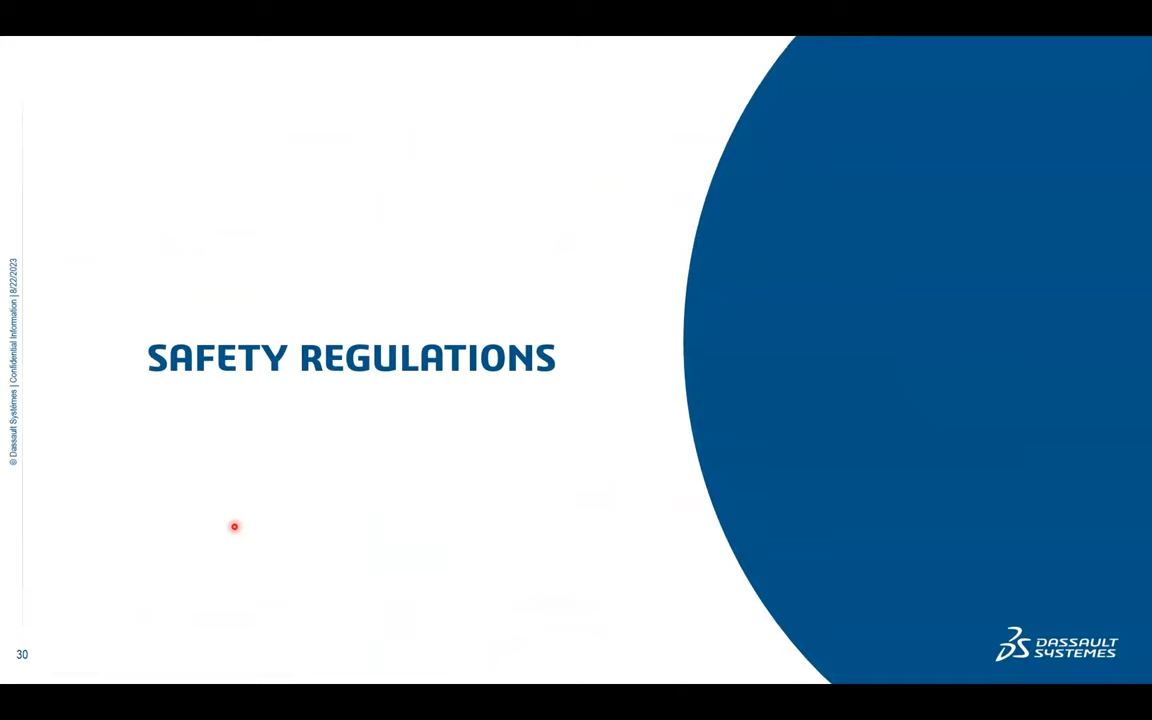 © Dassault Systèmes | Confidential Information | 8/22/2023
SAFETY REGULATIONS
30
DASSAULT
SYSTEMES